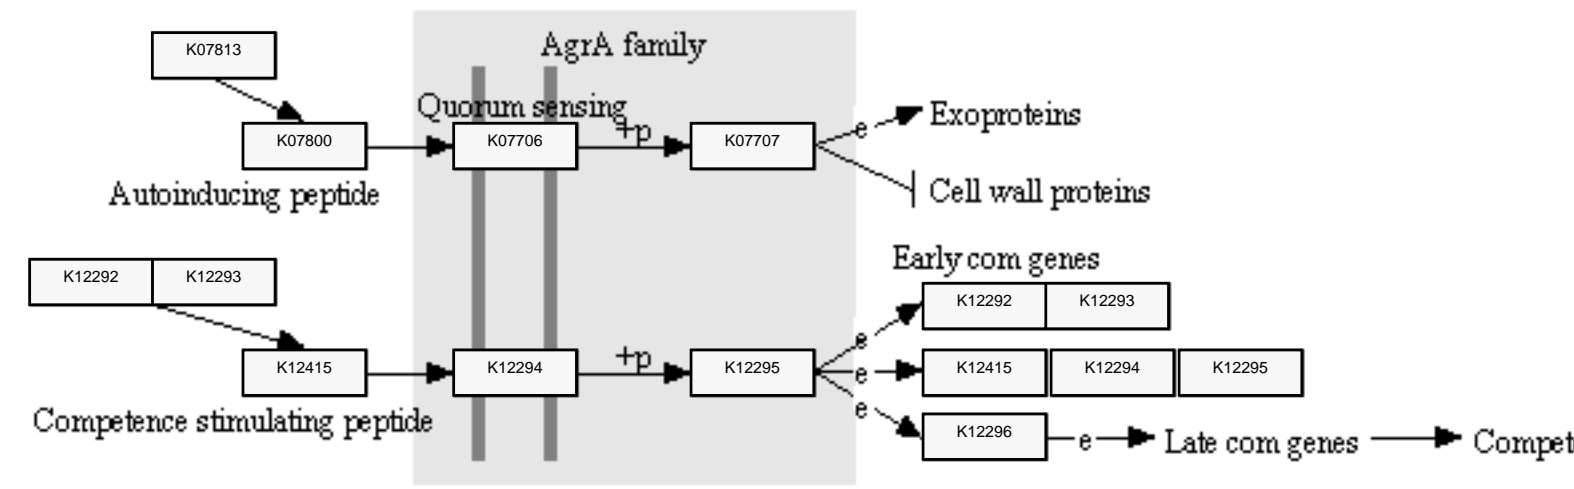 AgrA family
K07813
Quorum sensing
K07800
K07706
+p
K07707
e
Exoproteins
Autoinducing peptide
Cell wall proteins
K12292 K12293
Early com genes
K12292 K12293
e
K12415
K12294
+p
K12295
e
K12415 K12294 K12295
Competence stimulating peptide
e
K12296
e
Late com genes
Compet